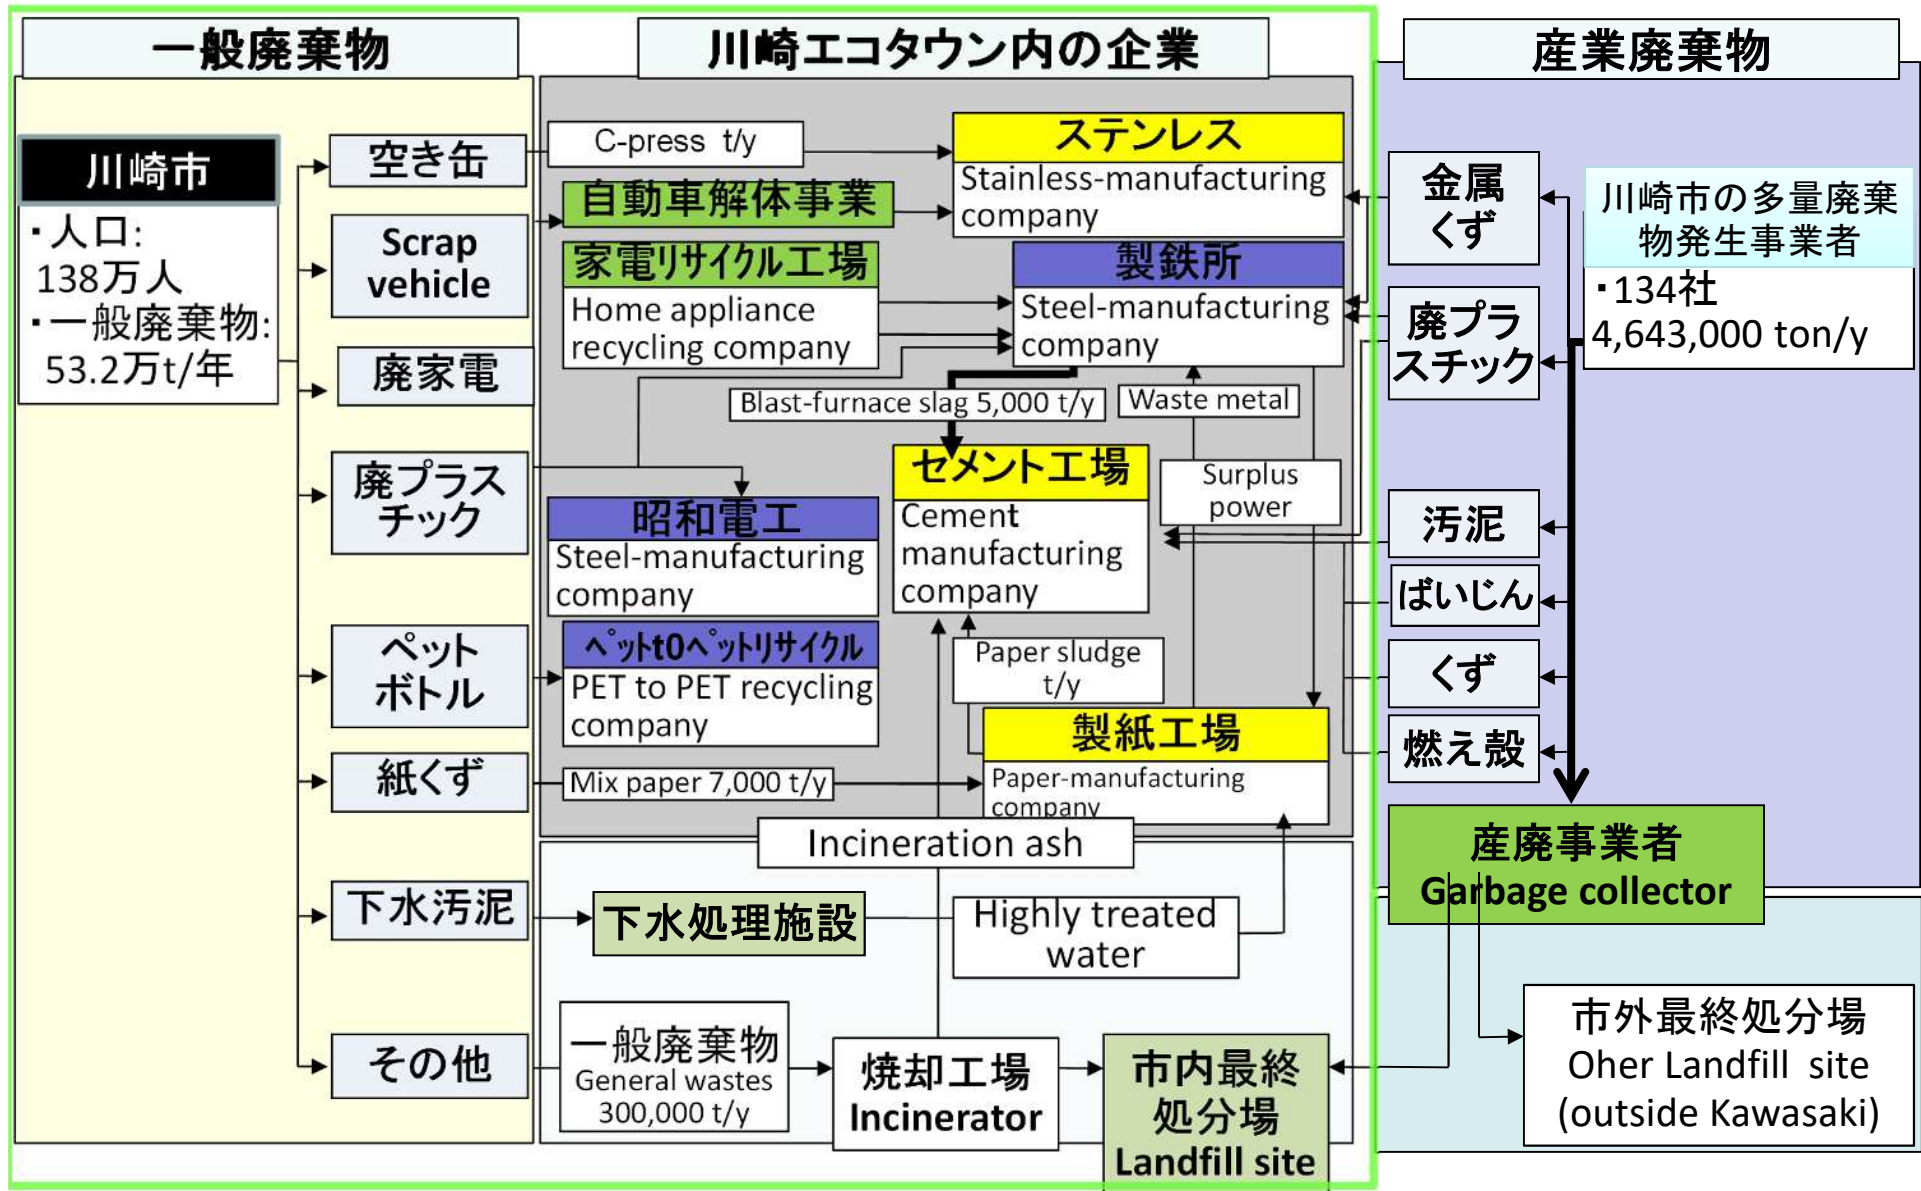 一般廃棄物
川崎エコタウン内の企業
産業廃棄物
川崎市
・人口:
138万人
・一般廃棄物:
53.2万t/年
空き缶
Scrap
vehicle
廃家電
廃プラス
チック
ペット
ボトル
紙くず
下水汚泥
その他
C-press t/y
自動車解体事業
家電リサイクル工場
Home appliance
recycling company
ステンレス
Stainless-manufacturing
company
製鉄所
Steel-manufacturing
company
Blast-furnace slag 5,000 t/y
Waste metal
セメント工場
Cement
manufacturing
company
Surplus
power
昭和電工
Steel-manufacturing
company
ペットt0ペットリサイクル
PET to PET recycling
company
Paper sludge
t/y
製紙工場
Paper-manufacturing
company
Mix paper 7,000 t/y
Incineration ash
下水処理施設
Highly treated
water
一般廃棄物
General wastes
300,000 t/y
焼却工場
Incinerator
市内最終
処分場
Landfill site
金属
くず
廃プラ
スチック
汚泥
ばいじん
くず
燃え殻
川崎市の多量廃棄
物発生事業者
・134社
4,643,000 ton/y
産廃事業者
Garbage collector
市外最終処分場
Oher Landfill site
(outside Kawasaki)